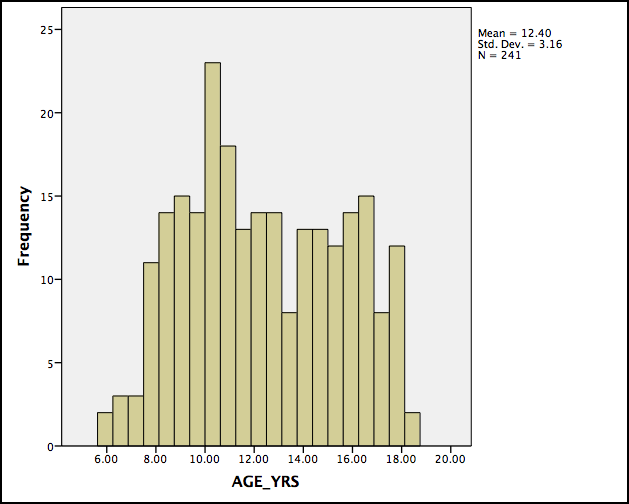 Mean = 12.40
Std. Dev. = 3.16
N = 241
Frequency
25
20
15
10
5
0
6.00 8.00 10.00 12.00 14.00 16.00 18.00 20.00
AGE_YRS